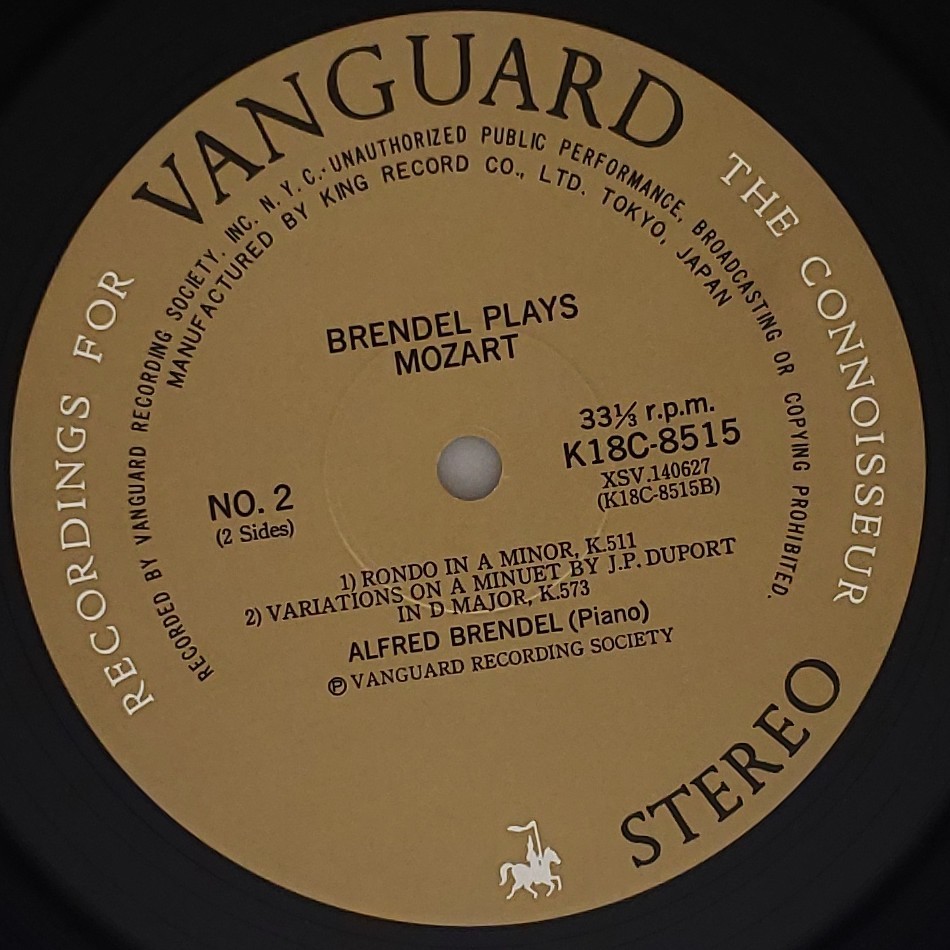 VANGUARD
RECORDINGS FOR THE CONNOISSEUR
RECORDED BY VANGUARD RECORDING SOCIETY, INC. N.Y.C.·UNAUTHORIZED PUBLIC PERFORMANCE, BROADCASTING OR COPYING PROHIBITED.
MANUFACTURED BY KING RECORD CO., LTD. TOKYO, JAPAN
BRENDEL PLAYS
MOZART
33⅓ r.p.m.
K18C-8515
XSV.140627
(K18C-8515B)
NO. 2
(2 Sides)
1) RONDO IN A MINOR, K.511
2) VARIATIONS ON A MINUET BY J.P. DUPORT
IN D MAJOR, K.573
ALFRED BRENDEL (Piano)
Ⓟ VANGUARD RECORDING SOCIETY
STEREO